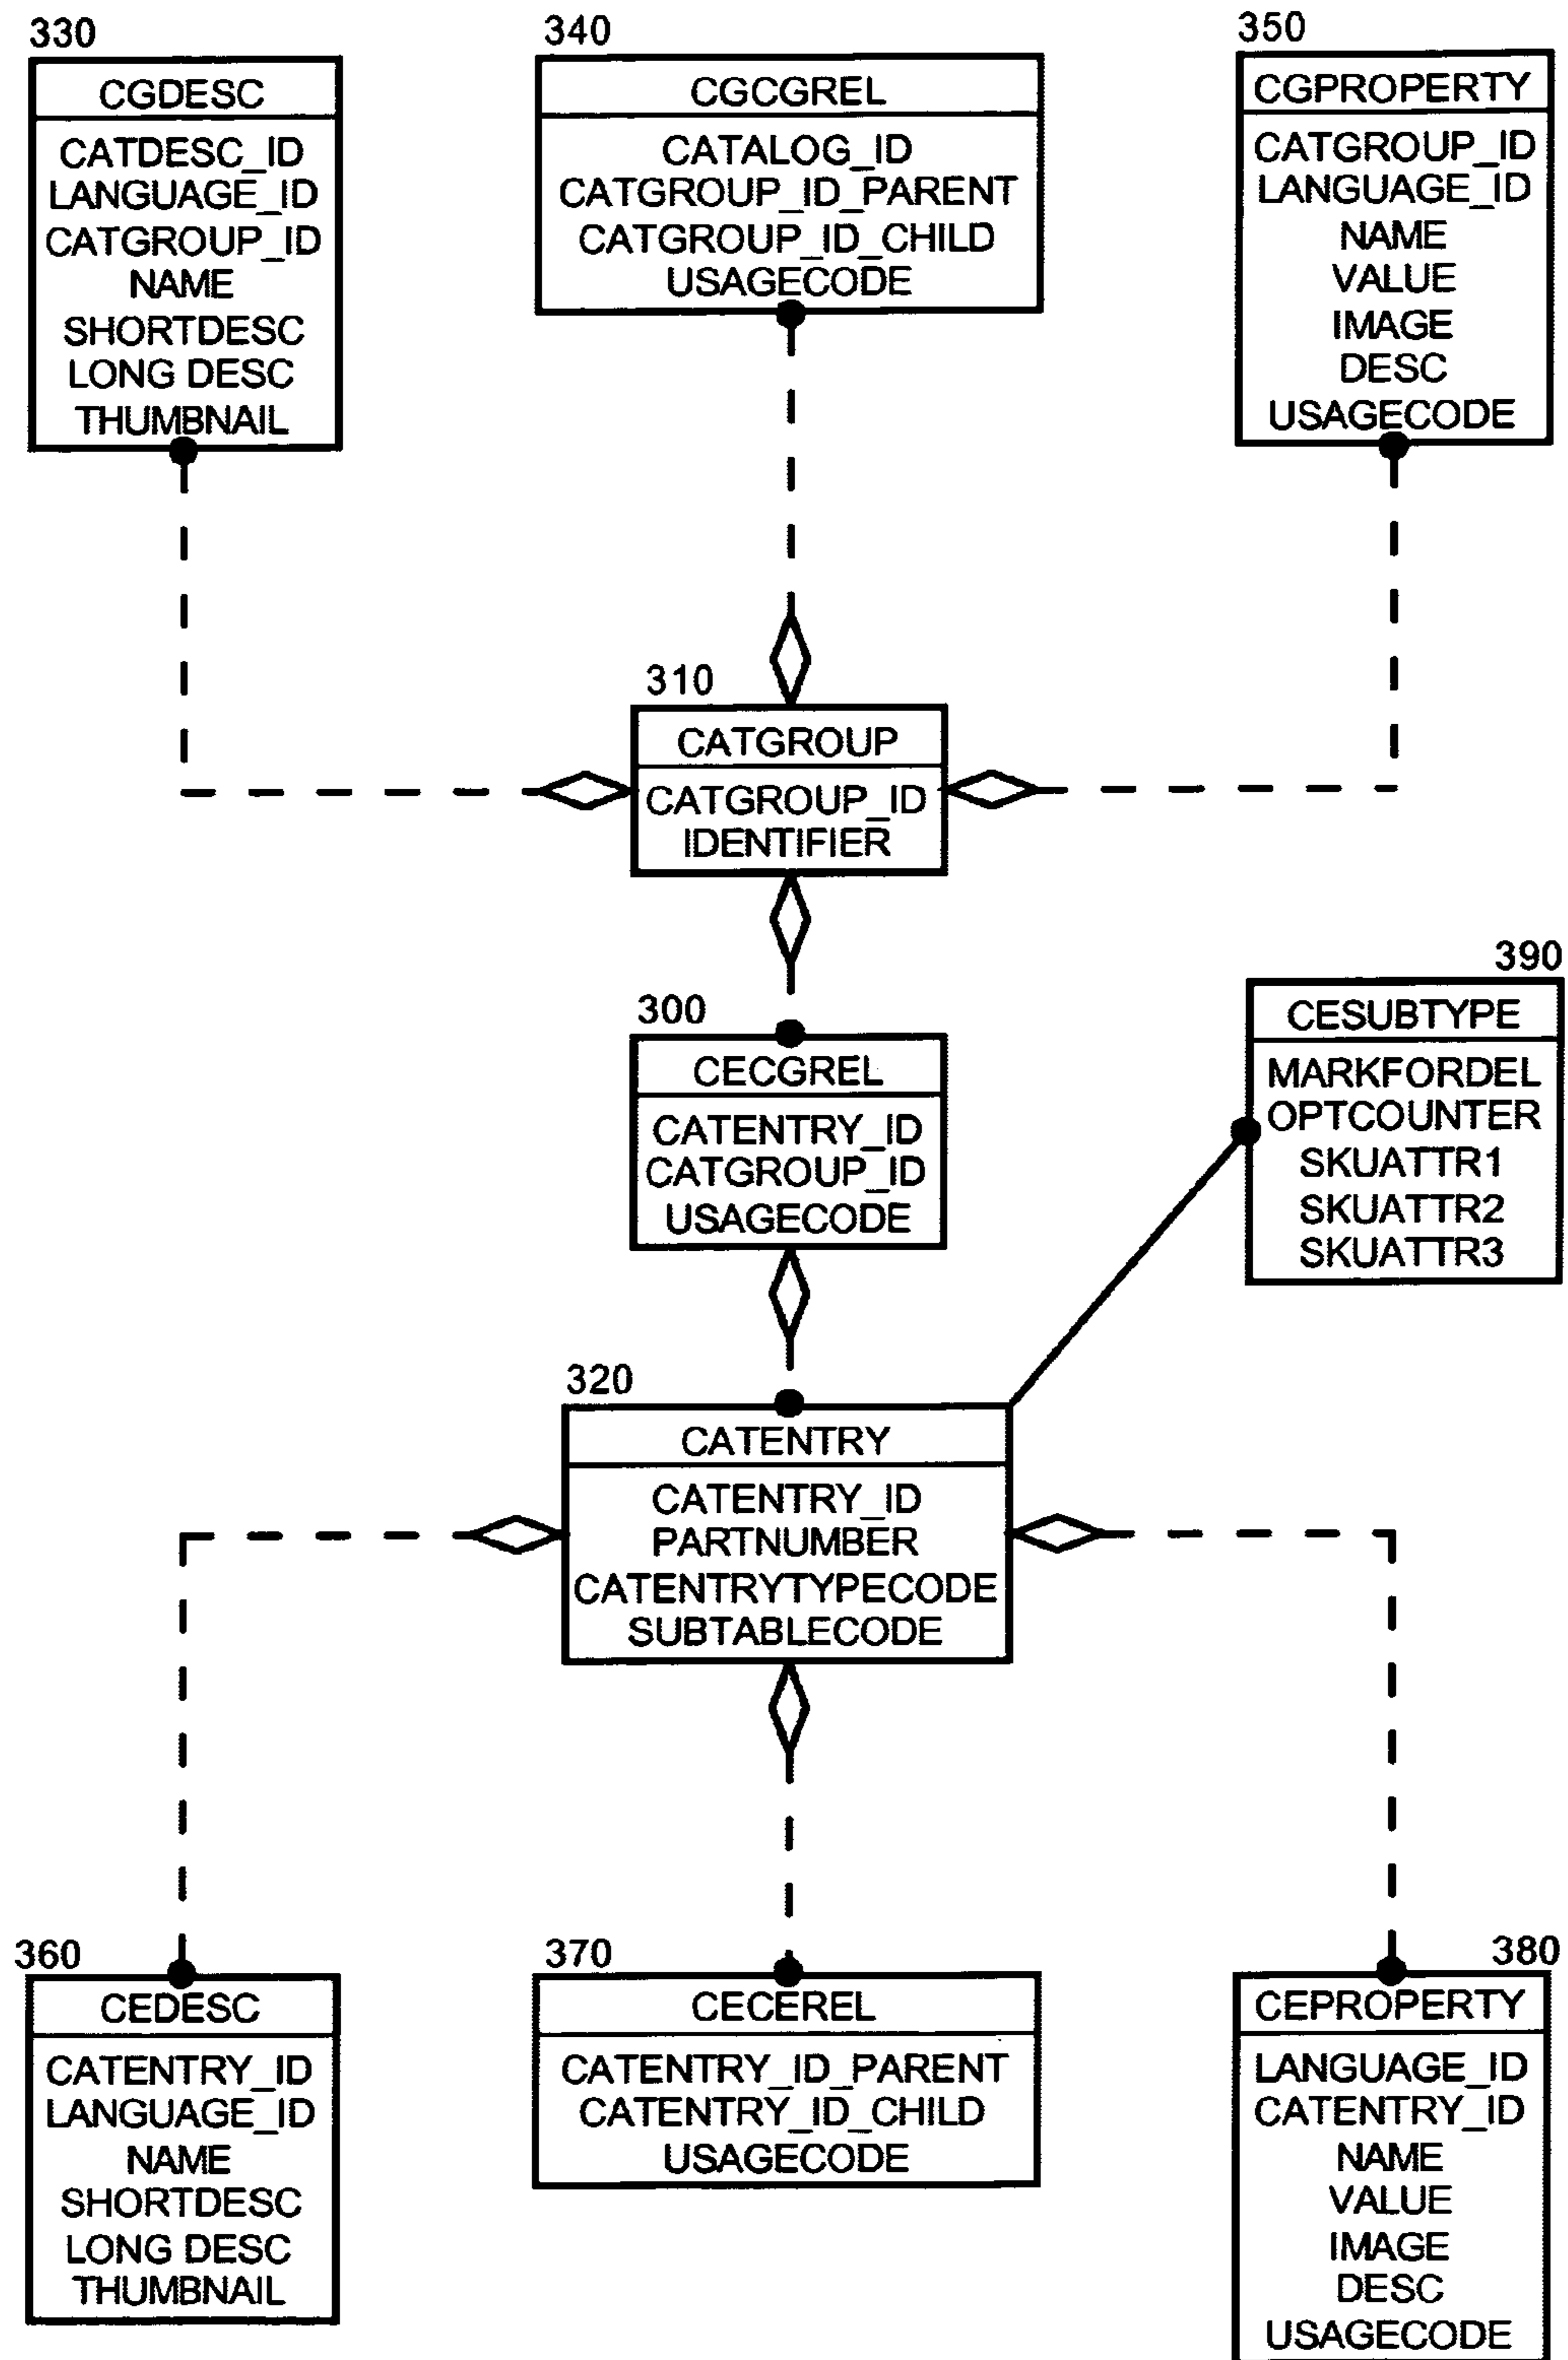 330
CGDESC
CATDESC_ID
LANGUAGE_ID
CATGROUP_ID
NAME
SHORTDESC
LONG DESC
THUMBNAIL
340
CGCGREL
CATALOG_ID
CATGROUP_ID_PARENT
CATGROUP_ID_CHILD
USAGECODE
350
CGPROPERTY
CATGROUP_ID
LANGUAGE_ID
NAME
VALUE
IMAGE
DESC
USAGECODE
310
CATGROUP
CATGROUP_ID
IDENTIFIER
300
CECGREL
CATENTRY_ID
CATGROUP_ID
USAGECODE
390
CESUBTYPE
MARKFORDEL
OPTCOUNTER
SKUATTR1
SKUATTR2
SKUATTR3
320
CATENTRY
CATENTRY_ID
PARTNUMBER
CATENTRYTYPECODE
SUBTABLECODE
360
CEDESC
CATENTRY_ID
LANGUAGE_ID
NAME
SHORTDESC
LONG DESC
THUMBNAIL
370
CECEREL
CATENTRY_ID_PARENT
CATENTRY_ID_CHILD
USAGECODE
380
CEPROPERTY
LANGUAGE_ID
CATENTRY_ID
NAME
VALUE
IMAGE
DESC
USAGECODE